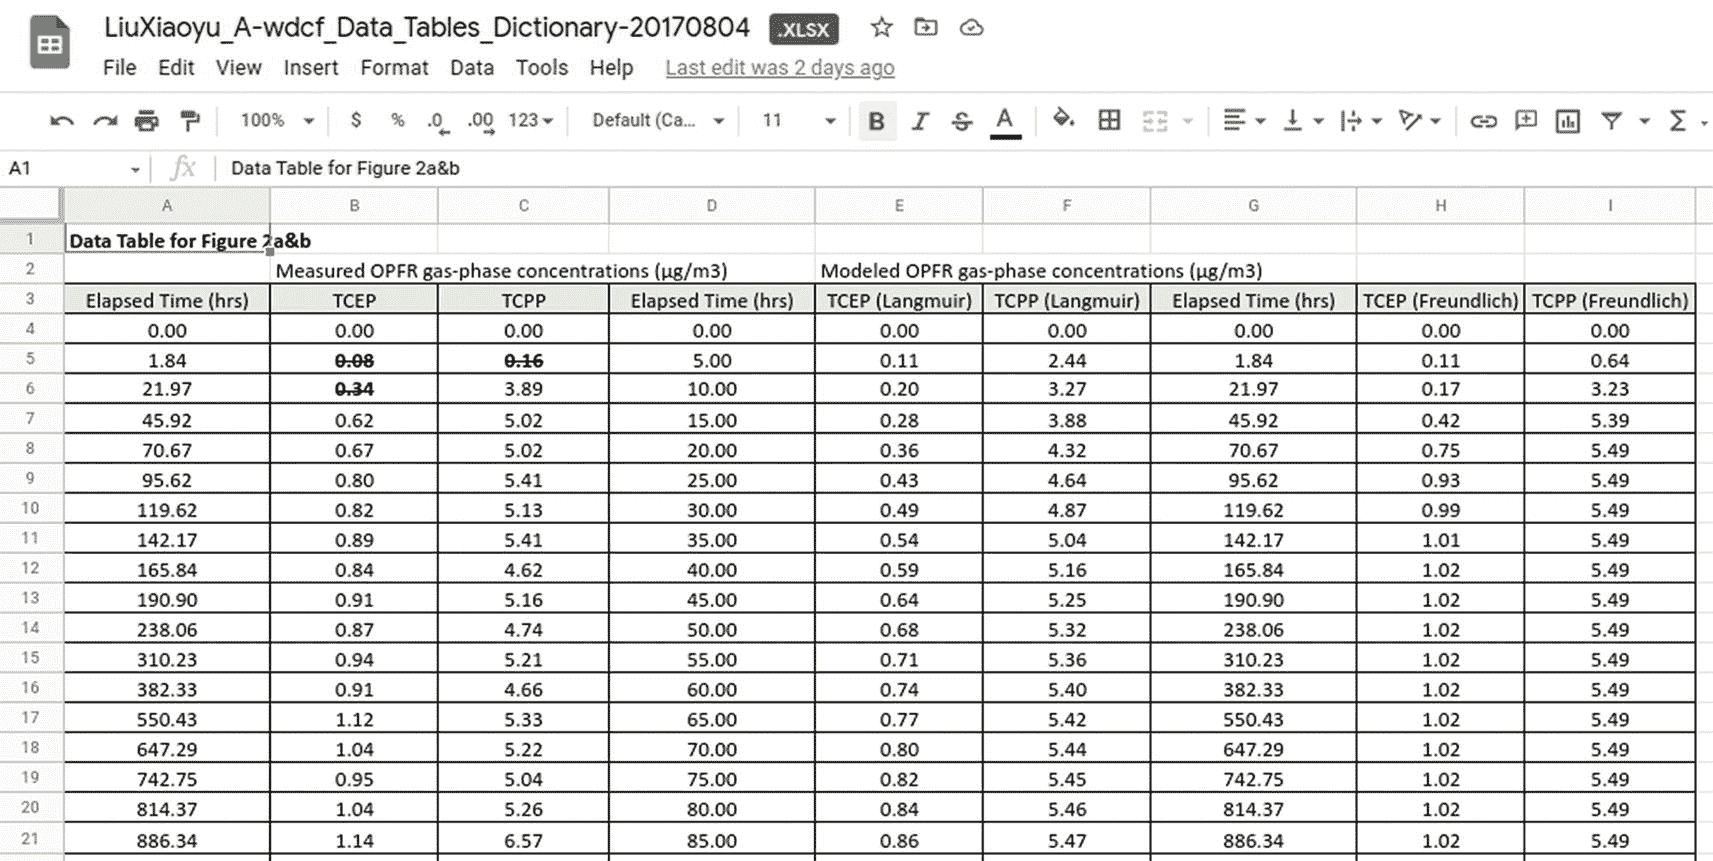 LiuXiaoyu_A-wdcf_Data_Tables_Dictionary-20170804 .XLSX
File Edit View Insert Format Data Tools Help Last edit was 2 days ago
100% $ % .0 .00 123 Default (Ca... 11 B I S A Σ
A1 fx Data Table for Figure 2a&b
A B C D E F G H I
1 Data Table for Figure 2a&b
2 Measured OPFR gas-phase concentrations (µg/m3) Modeled OPFR gas-phase concentrations (µg/m3)
3 Elapsed Time (hrs) TCEP TCPP Elapsed Time (hrs) TCEP (Langmuir) TCPP (Langmuir) Elapsed Time (hrs) TCEP (Freundlich) TCPP (Freundlich)
4 0.00 0.00 0.00 0.00 0.00 0.00 0.00 0.00 0.00
5 1.84 0.08 0.16 5.00 0.11 2.44 1.84 0.11 0.64
6 21.97 0.34 3.89 10.00 0.20 3.27 21.97 0.17 3.23
7 45.92 0.62 5.02 15.00 0.28 3.88 45.92 0.42 5.39
8 70.67 0.67 5.02 20.00 0.36 4.32 70.67 0.75 5.49
9 95.62 0.80 5.41 25.00 0.43 4.64 95.62 0.93 5.49
10 119.62 0.82 5.13 30.00 0.49 4.87 119.62 0.99 5.49
11 142.17 0.89 5.41 35.00 0.54 5.04 142.17 1.01 5.49
12 165.84 0.84 4.62 40.00 0.59 5.16 165.84 1.02 5.49
13 190.90 0.91 5.16 45.00 0.64 5.25 190.90 1.02 5.49
14 238.06 0.87 4.74 50.00 0.68 5.32 238.06 1.02 5.49
15 310.23 0.94 5.21 55.00 0.71 5.36 310.23 1.02 5.49
16 382.33 0.91 4.66 60.00 0.74 5.40 382.33 1.02 5.49
17 550.43 1.12 5.33 65.00 0.77 5.42 550.43 1.02 5.49
18 647.29 1.04 5.22 70.00 0.80 5.44 647.29 1.02 5.49
19 742.75 0.95 5.04 75.00 0.82 5.45 742.75 1.02 5.49
20 814.37 1.04 5.26 80.00 0.84 5.46 814.37 1.02 5.49
21 886.34 1.14 6.57 85.00 0.86 5.47 886.34 1.02 5.49